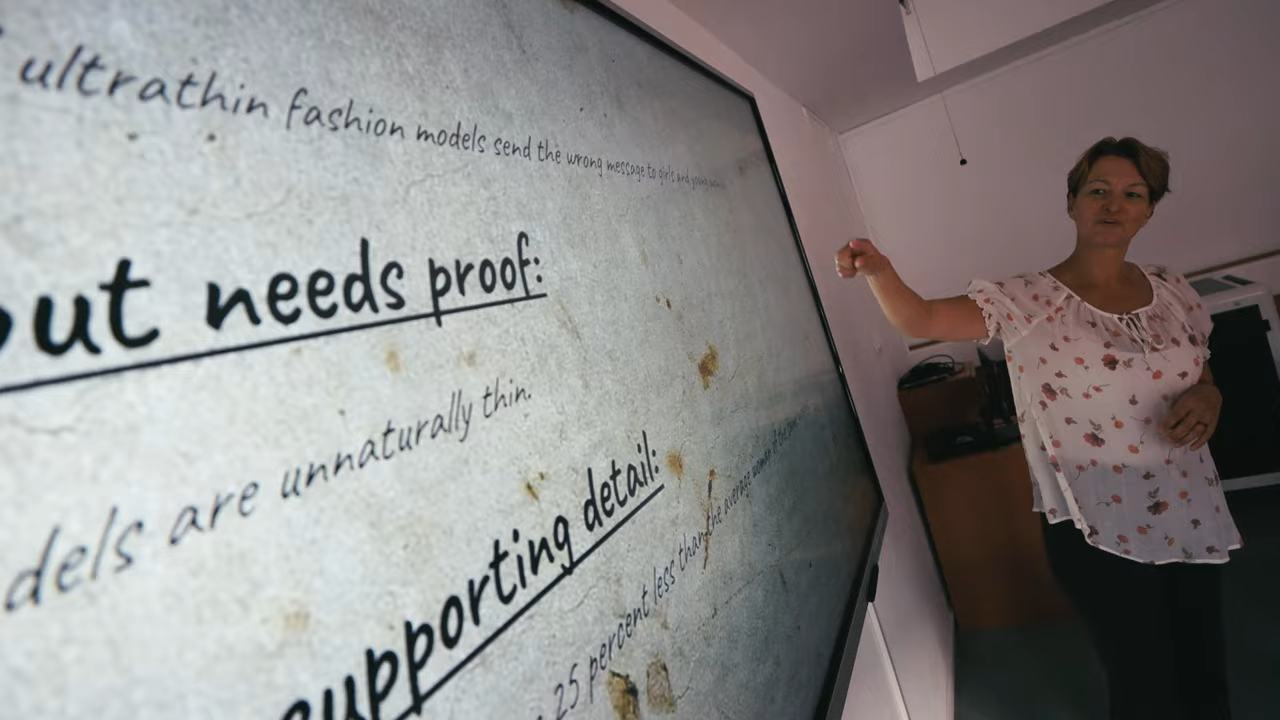 ultrathin fashion models send the wrong message to girls and young
but needs proof:
dels are unnaturally thin.
supporting detail:
25 percent less than the average woman